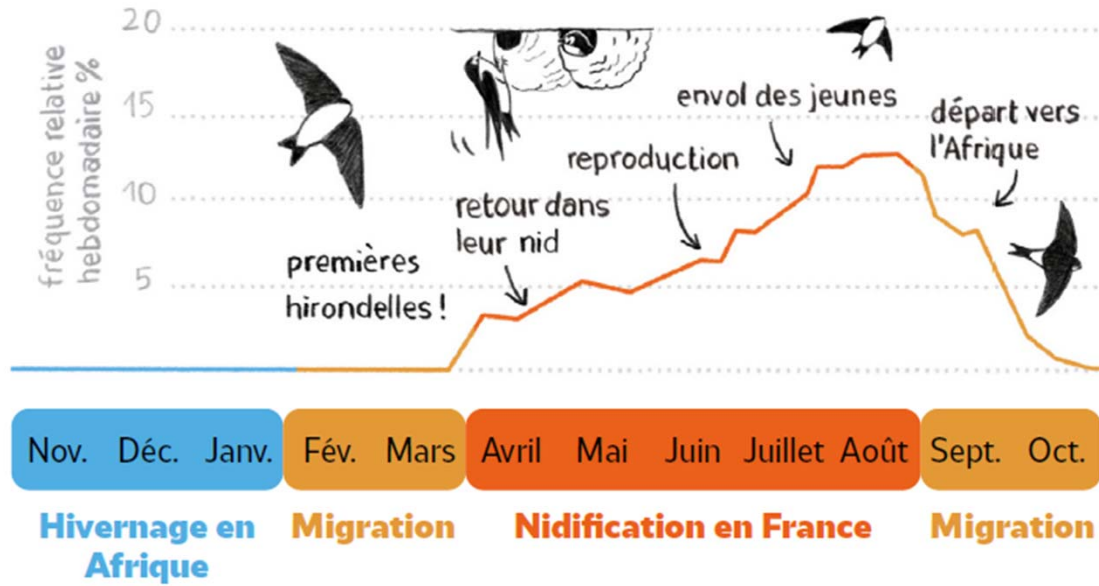 fréquence relative
hebdomadaire %
20
15
10
5
premières
hirondelles !
retour dans
leur nid
reproduction
envol des jeunes
départ vers
l'Afrique
Nov. Déc. Janv. Fév. Mars Avril Mai Juin Juillet Août Sept. Oct.
Hivernage en
Afrique
Migration
Nidification en France
Migration